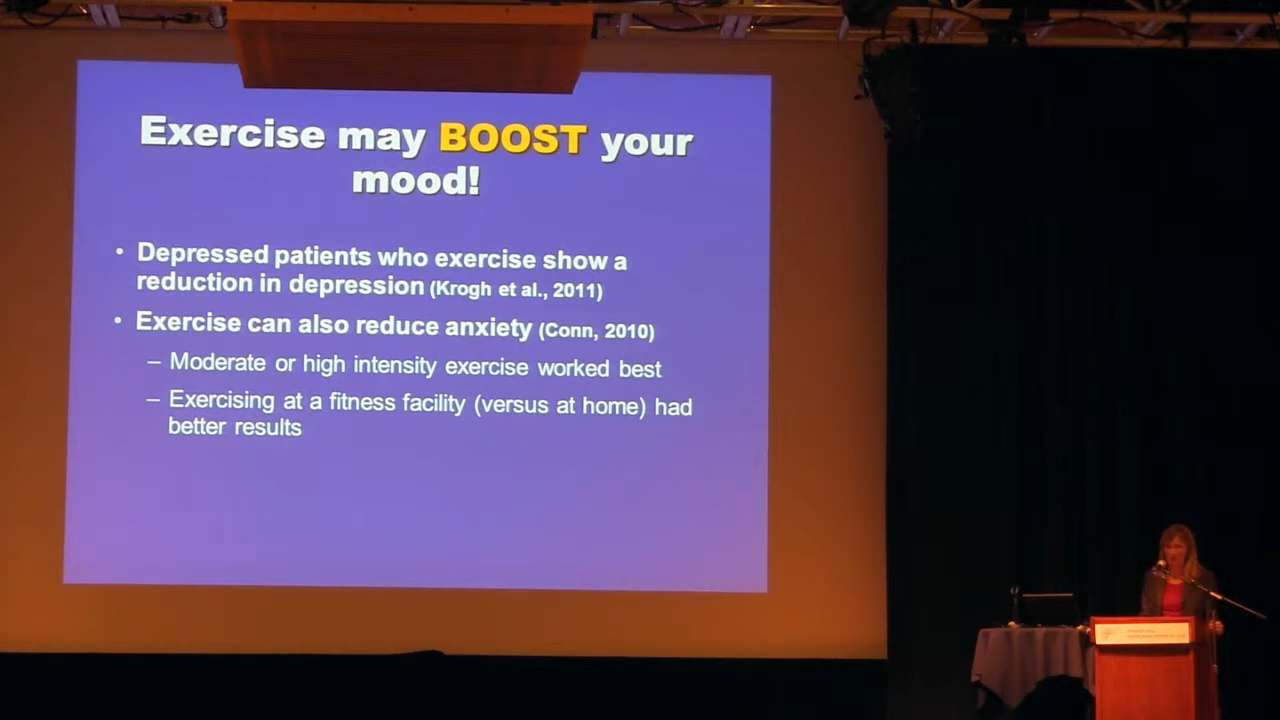 Exercise may BOOST your
mood!
• Depressed patients who exercise show a
reduction in depression (Krogh et al., 2011)
• Exercise can also reduce anxiety (Conn, 2010)
– Moderate or high intensity exercise worked best
– Exercising at a fitness facility (versus at home) had
better results